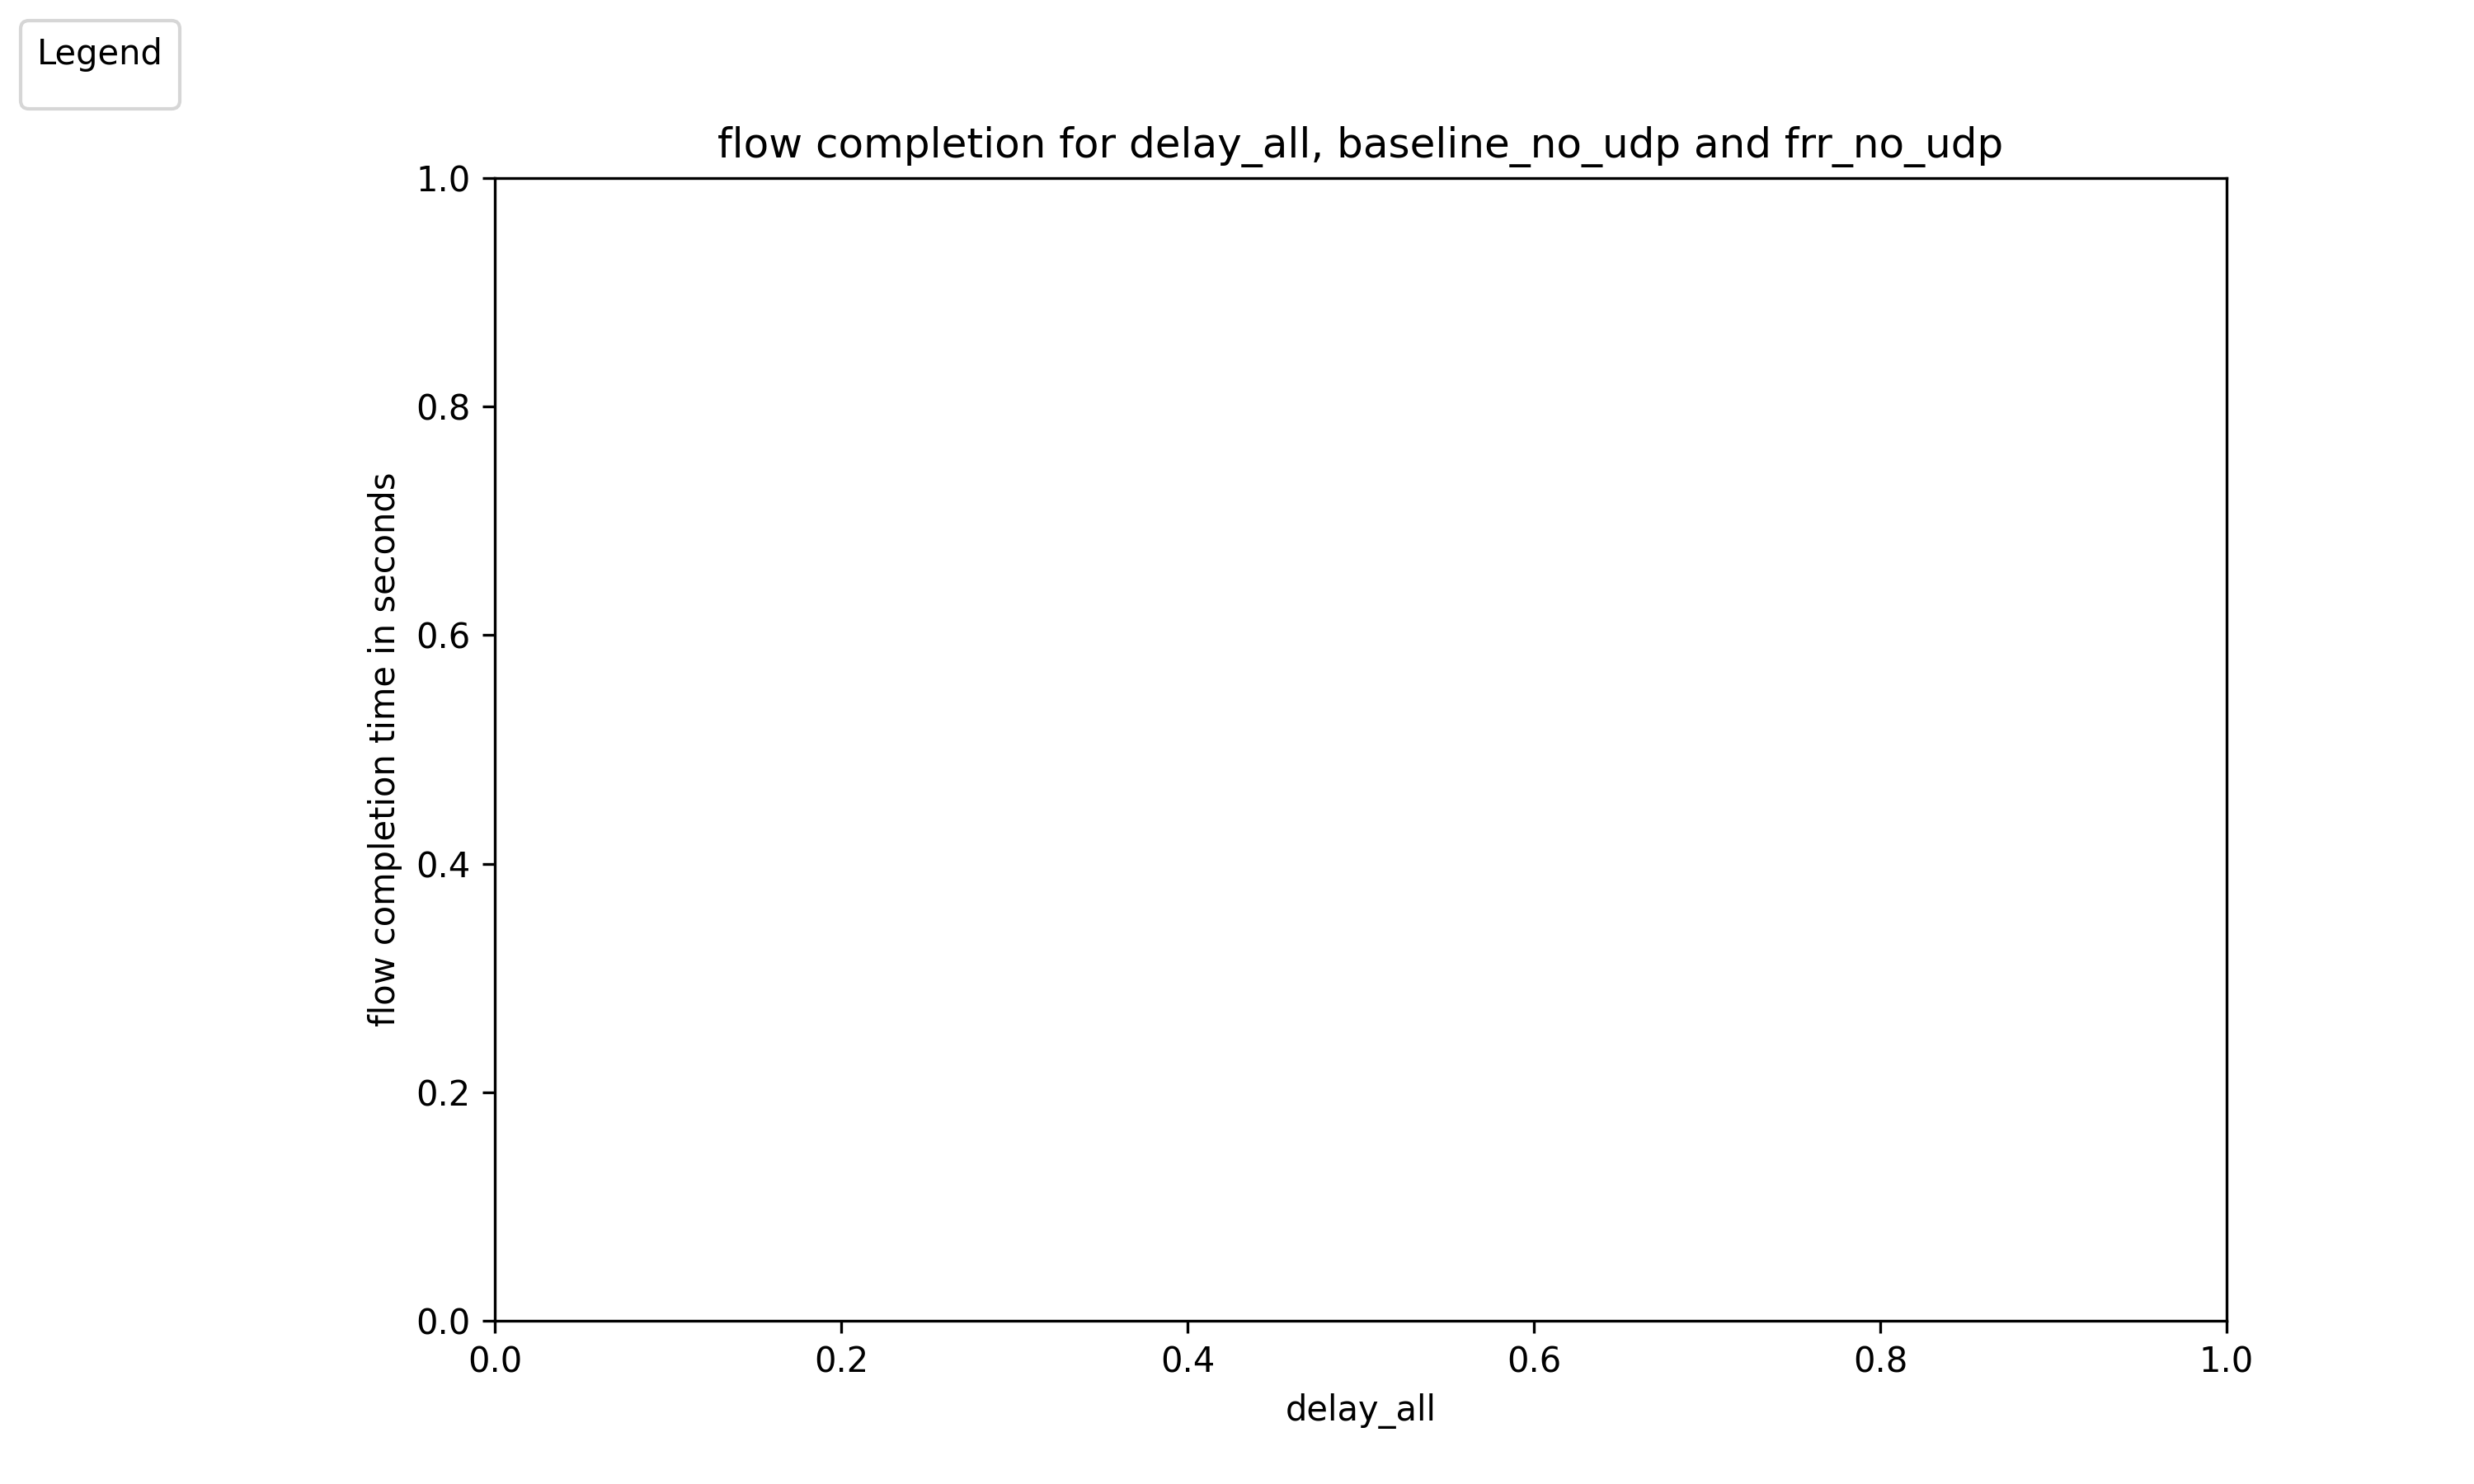 Legend
flow completion for delay_all, baseline_no_udp and frr_no_udp
1.0
0.8
0.6
0.4
0.2
0.0
flow completion time in seconds
0.0 0.2 0.4 0.6 0.8 1.0
delay_all